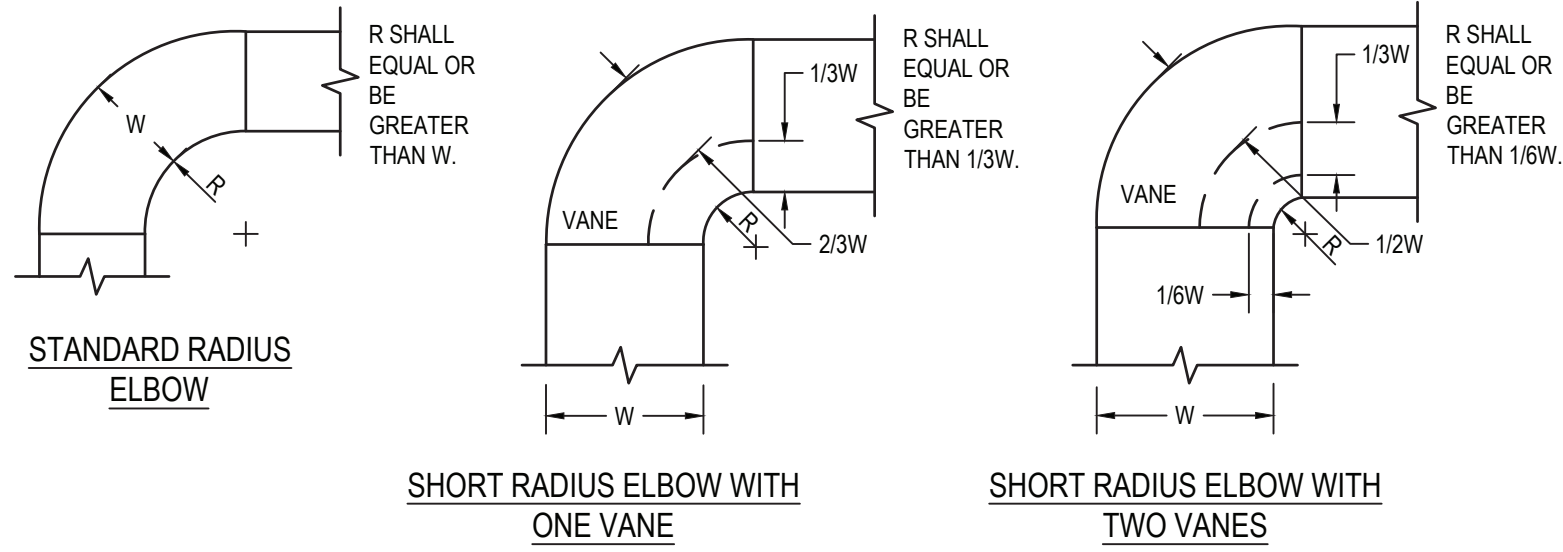 R SHALL
EQUAL OR
BE
GREATER
THAN W.
W
R
STANDARD RADIUS
ELBOW
1/3W
R SHALL
EQUAL OR
BE
GREATER
THAN 1/3W.
VANE
R
2/3W
W
SHORT RADIUS ELBOW WITH
ONE VANE
1/3W
R SHALL
EQUAL OR
BE
GREATER
THAN 1/6W.
VANE
R
1/2W
1/6W
W
SHORT RADIUS ELBOW WITH
TWO VANES